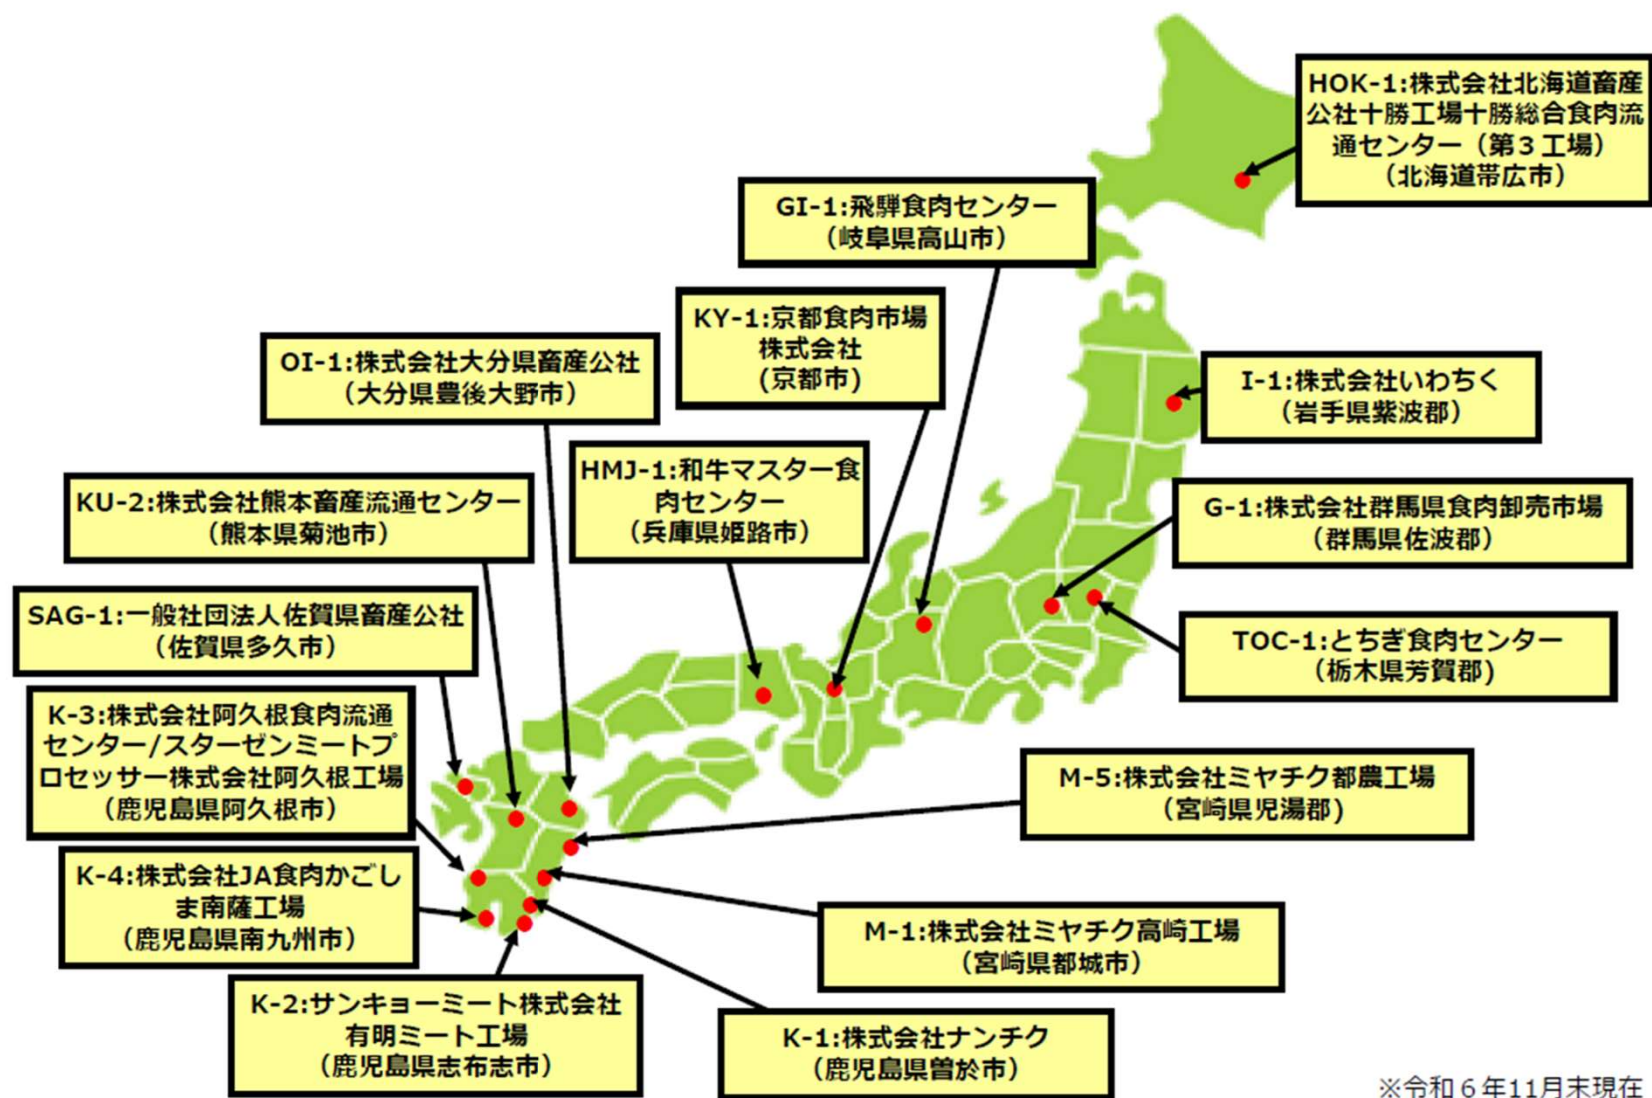 HOK-1:株式会社北海道畜産
公社十勝工場十勝総合食肉流
通センター（第３工場）
（北海道帯広市）
GI-1:飛騨食肉センター
（岐阜県高山市）
KY-1:京都食肉市場
株式会社
(京都市)
OI-1:株式会社大分県畜産公社
（大分県豊後大野市）
I-1:株式会社いわちく
（岩手県紫波郡）
HMJ-1:和牛マスター食
肉センター
（兵庫県姫路市）
KU-2:株式会社熊本畜産流通センター
（熊本県菊池市）
G-1:株式会社群馬県食肉卸売市場
（群馬県佐波郡）
SAG-1:一般社団法人佐賀県畜産公社
（佐賀県多久市）
TOC-1:とちぎ食肉センター
（栃木県芳賀郡)
K-3:株式会社阿久根食肉流通
センター/スターゼンミートプ
ロセッサー株式会社阿久根工場
（鹿児島県阿久根市）
M-5:株式会社ミヤチク都農工場
（宮崎県児湯郡)
K-4:株式会社JA食肉かごし
ま南薩工場
（鹿児島県南九州市）
M-1:株式会社ミヤチク高崎工場
（宮崎県都城市）
K-2:サンキョーミート株式会社
有明ミート工場
（鹿児島県志布志市）
K-1:株式会社ナンチク
（鹿児島県曽於市）
※令和６年11月末現在